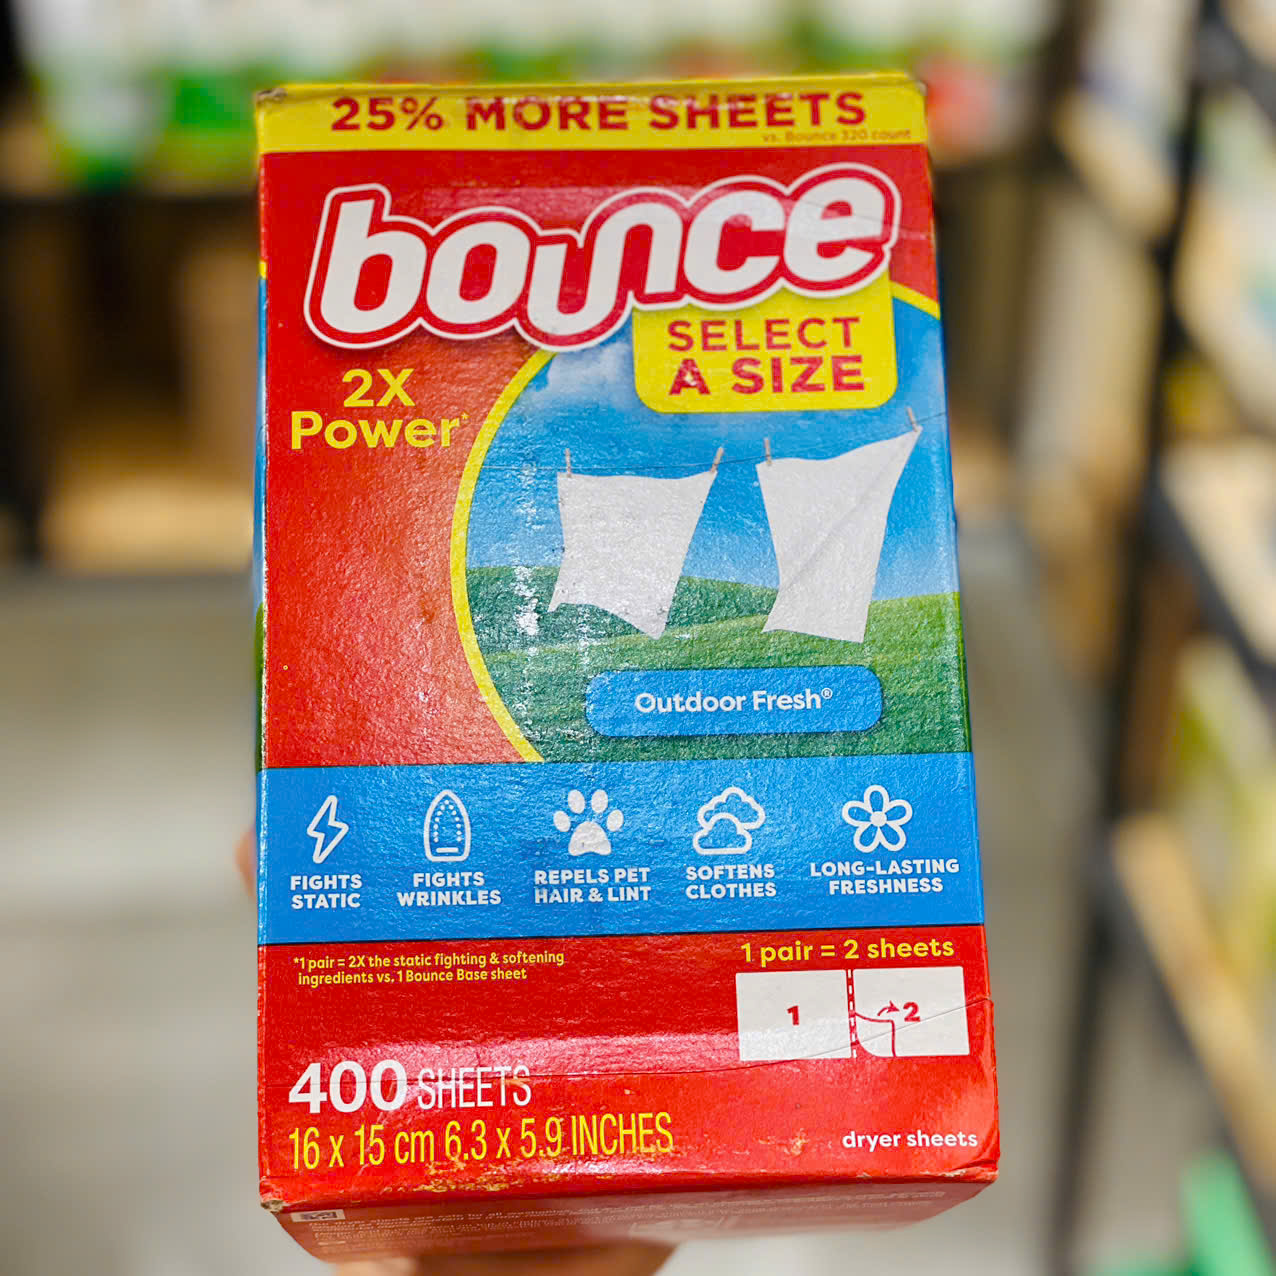 25% MORE SHEETS
vs. Bounce 320 count
bounce
SELECT
A SIZE
2X
Power*
Outdoor Fresh®
FIGHTS
STATIC
FIGHTS
WRINKLES
REPELS PET
HAIR & LINT
SOFTENS
CLOTHES
LONG-LASTING
FRESHNESS
*1 pair = 2X the static fighting & softening
ingredients vs. 1 Bounce Base sheet
1 pair = 2 sheets
1
2
400 SHEETS
16 x 15 cm 6.3 x 5.9 INCHES
dryer sheets